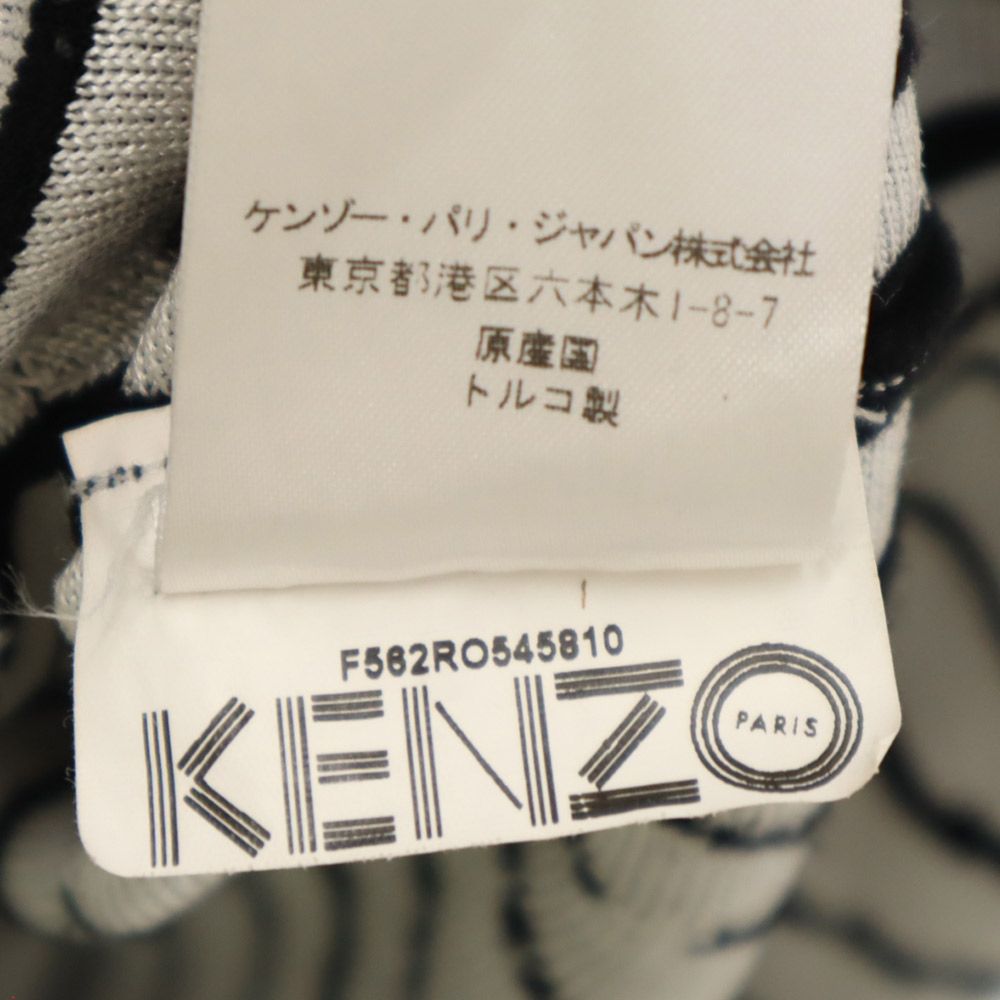 ケンゾー・パリ・ジャパン株式会社
東京都港区六本木1-8-7
原産国
トルコ製
F562RO545810
KENZO
PARIS